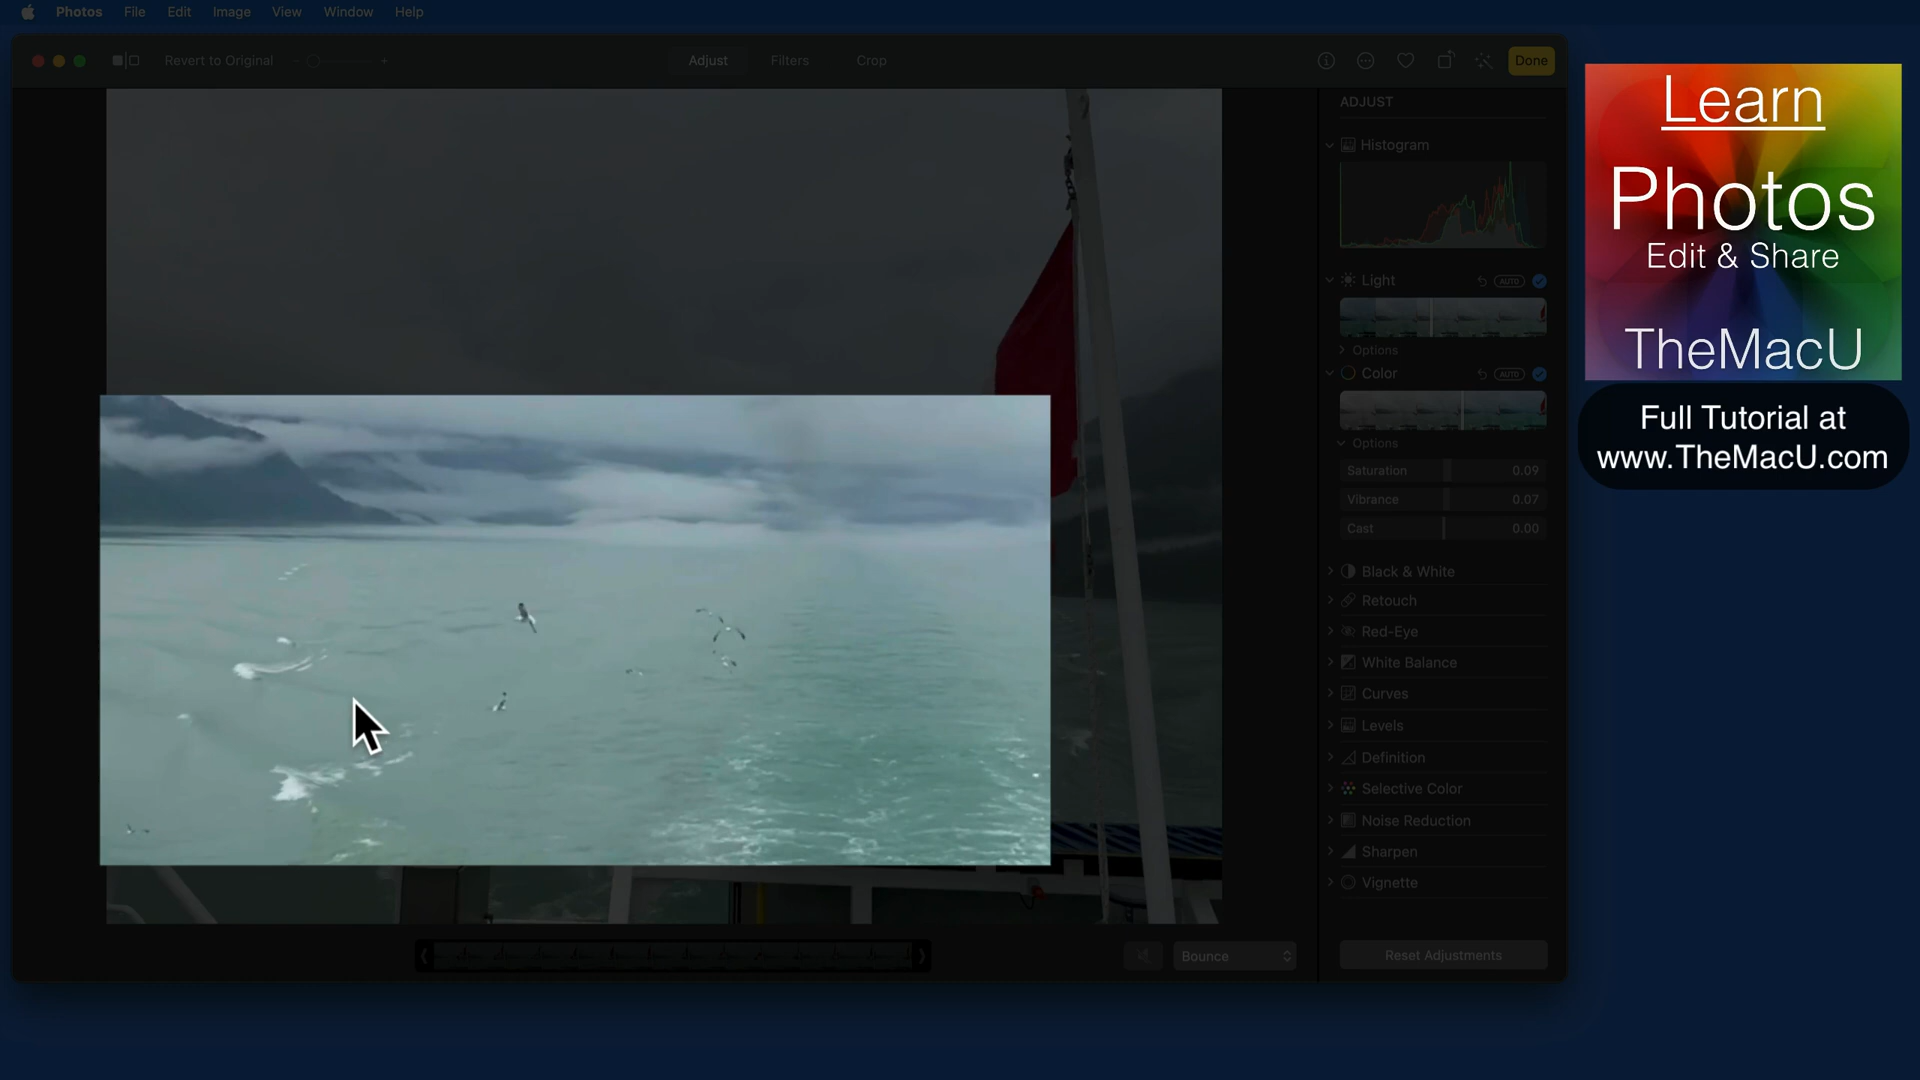 Photos File Edit Image View Window Help
Revert to Original
Adjust
Filters
Crop
Done
ADJUST
Histogram
Light
AUTO
Options
Color
AUTO
Options
Saturation 0.09
Vibrance 0.07
Cast 0.00
Black & White
Retouch
Red-Eye
White Balance
Curves
Levels
Definition
Selective Color
Noise Reduction
Sharpen
Vignette
Bounce
Reset Adjustments
Learn
Photos
Edit & Share
TheMacU
Full Tutorial at
www.TheMacU.com